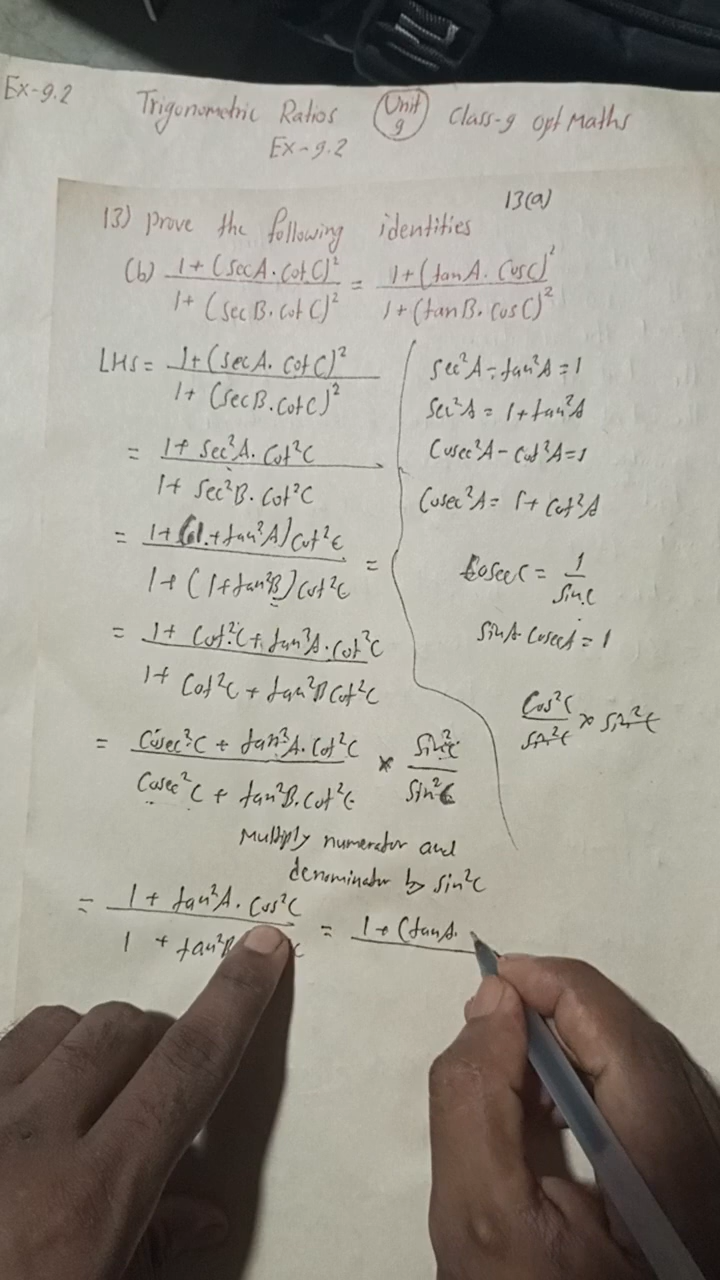 Ex-9.2 Trigonometric Ratios Unit 9 Class-9 opt Maths
Ex-9.2
13(a)
13) prove the following identities
(b) 1+(secA.CotC)² / 1+(secB.CotC)² = 1+(tanA.CosC)² / 1+(tanB.cosC)²
LHS = 1+(secA.CotC)² / 1+(secB.CotC)²
= 1+sec²A.Cot²C / 1+sec²B.Cot²C
= 1+(1+tan²A)Cot²C / 1+(1+tan²B)Cot²C =
= 1+Cot²C+tan²A.Cot²C / 1+Cot²C+tan²BCot²C
= Cosec²C+tan²A.Cot²C / Cosec²C+tan²B.Cot²C × Sin²C / Sin²C
Multiply numerator and
denominator by sin²C
= 1+tan²A.Cos²C / 1+tan²B = 1+(tanA.
sec²A-tan²A=1
Sec²A=1+tan²A
Cosec²A-Cot²A=1
Cosec²A=1+Cot²A
CosecC = 1 / Sin.C
SinA.CosecA=1
Cos²C / Sin²C × Sin²C